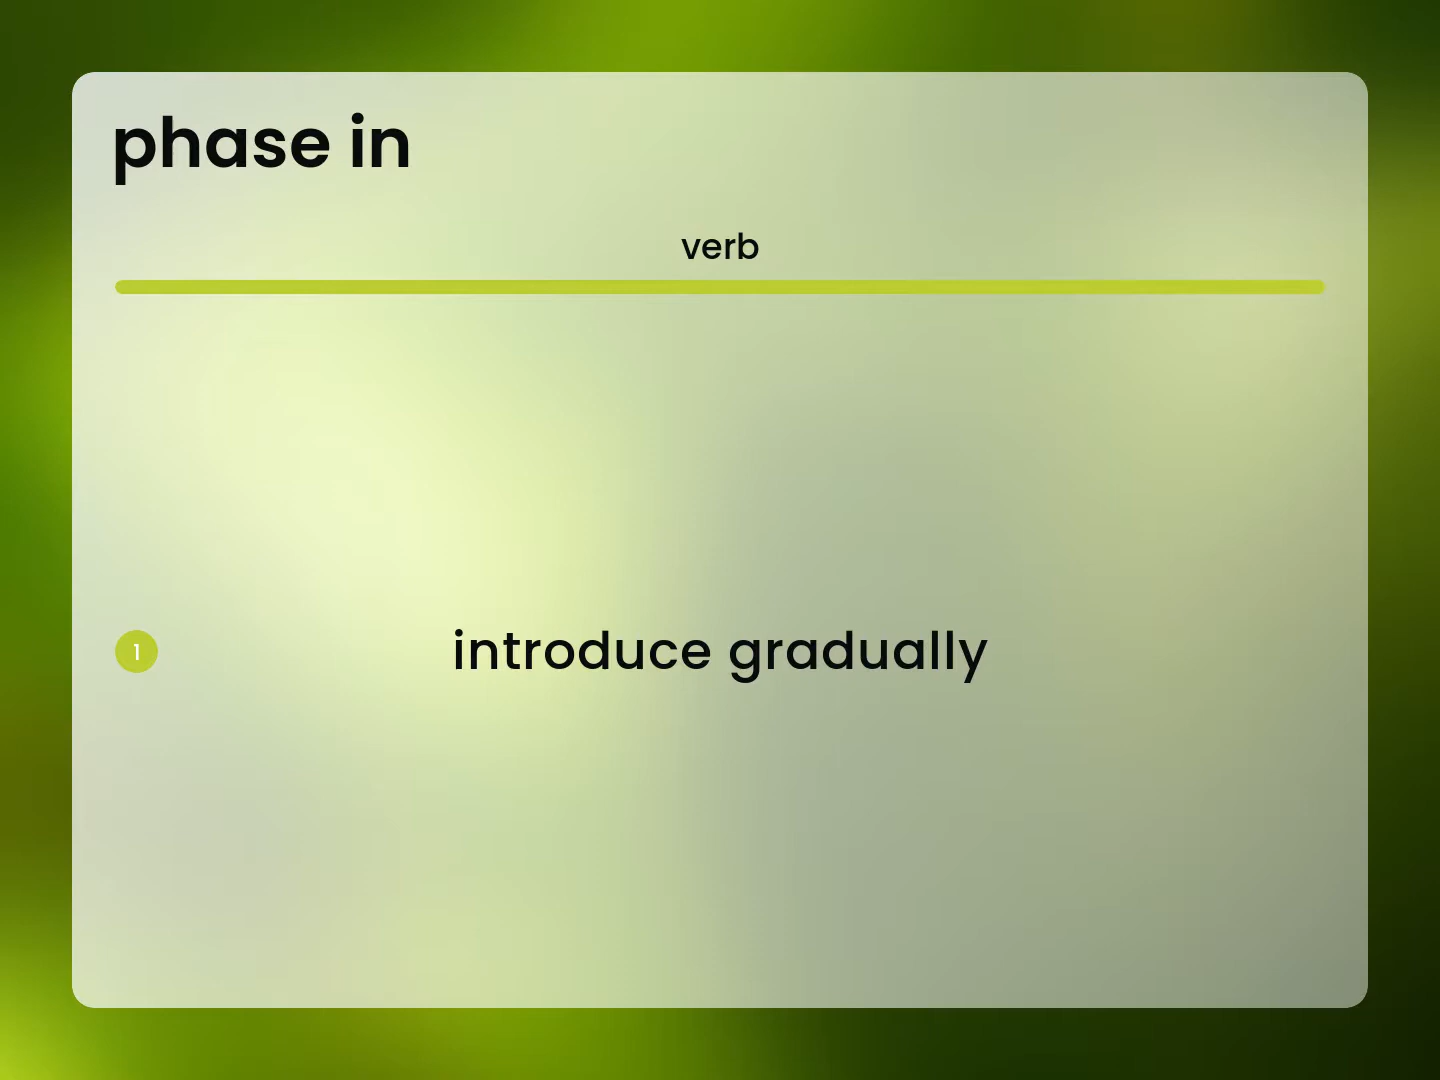 phase in
verb
1 introduce gradually